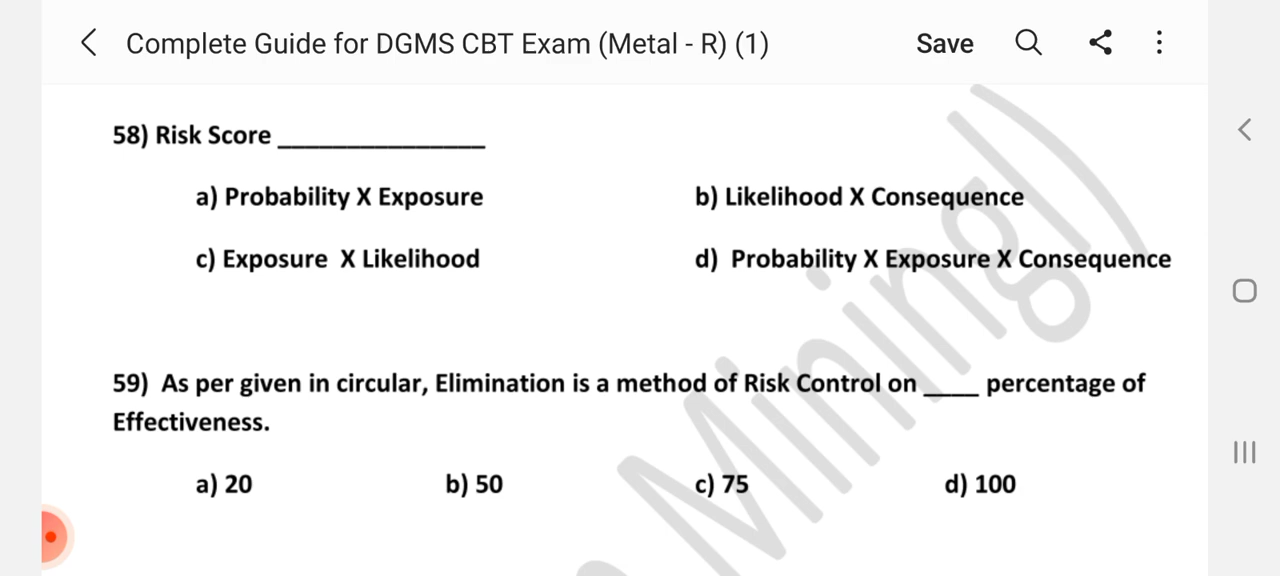 Complete Guide for DGMS CBT Exam (Metal - R) (1) Save
58) Risk Score _______________
a) Probability X Exposure b) Likelihood X Consequence
c) Exposure X Likelihood d) Probability X Exposure X Consequence
59) As per given in circular, Elimination is a method of Risk Control on ____ percentage of
Effectiveness.
a) 20 b) 50 c) 75 d) 100
Mining))